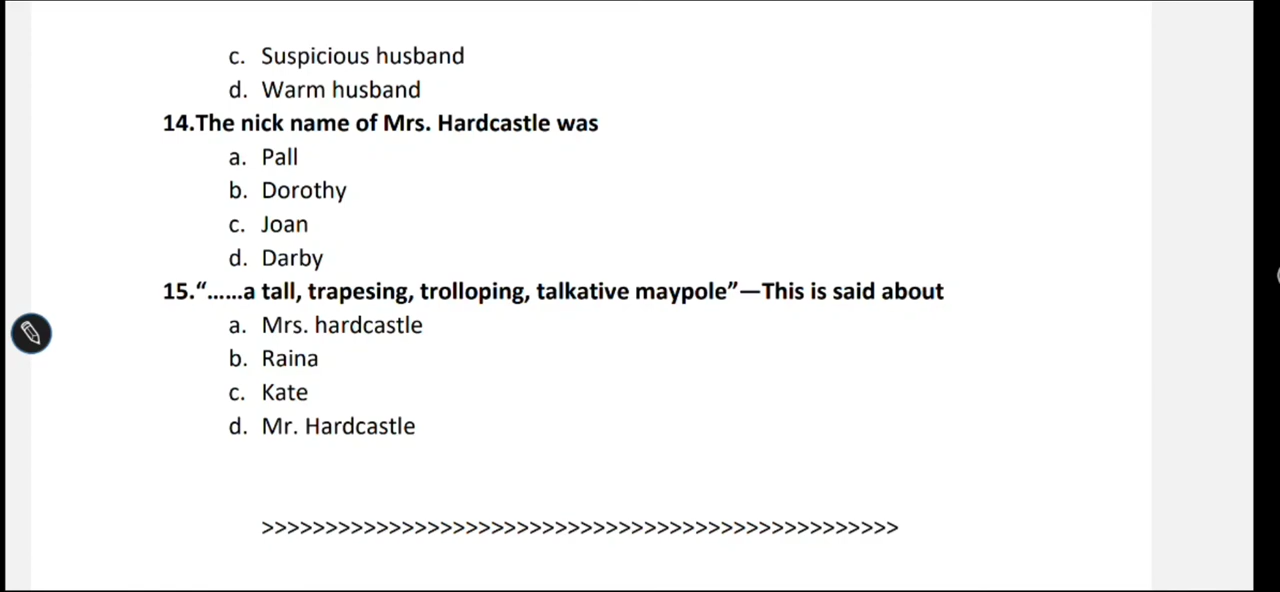 c. Suspicious husband
d. Warm husband
14.The nick name of Mrs. Hardcastle was
a. Pall
b. Dorothy
c. Joan
d. Darby
15.“......a tall, trapesing, trolloping, talkative maypole”—This is said about
a. Mrs. hardcastle
b. Raina
c. Kate
d. Mr. Hardcastle
>>>>>>>>>>>>>>>>>>>>>>>>>>>>>>>>>>>>>>>>>>>>>>>>>>